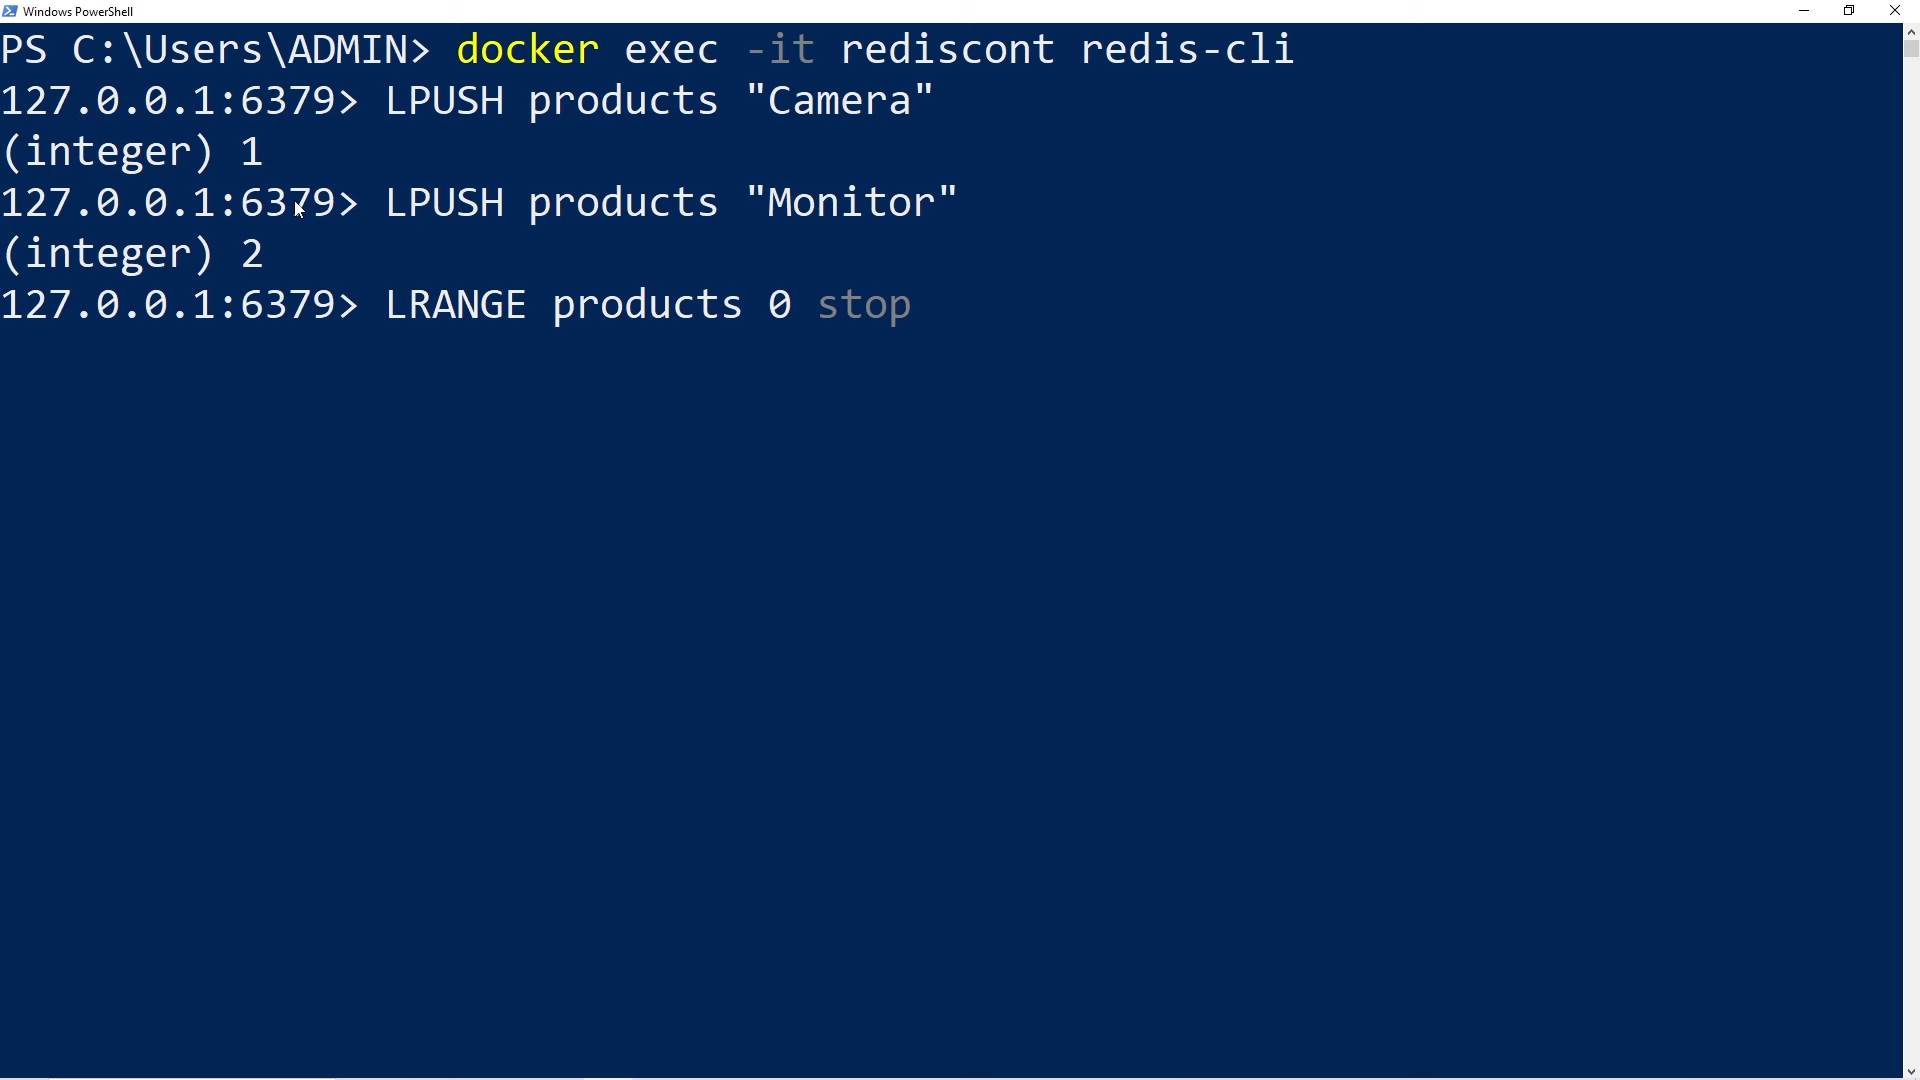 Windows PowerShell
PS C:\Users\ADMIN> docker exec -it rediscont redis-cli
127.0.0.1:6379> LPUSH products "Camera"
(integer) 1
127.0.0.1:6379> LPUSH products "Monitor"
(integer) 2
127.0.0.1:6379> LRANGE products 0 stop